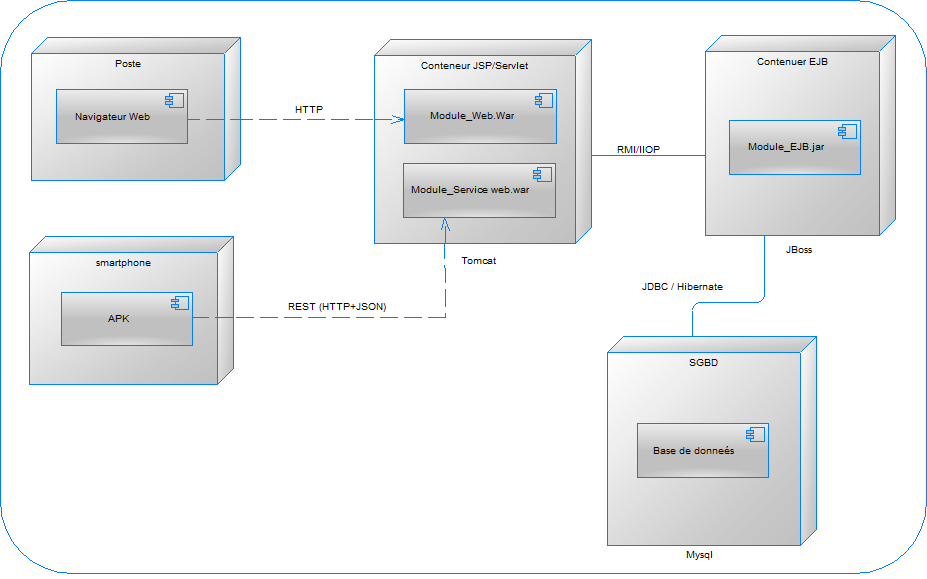 Poste
Navigateur Web
HTTP
Conteneur JSP/Servlet
Module_Web.War
Module_Service web.war
Tomcat
RMI/IIOP
Contenuer EJB
Module_EJB.jar
JBoss
smartphone
APK
REST (HTTP+JSON)
JDBC / Hibernate
SGBD
Base de donneés
Mysql